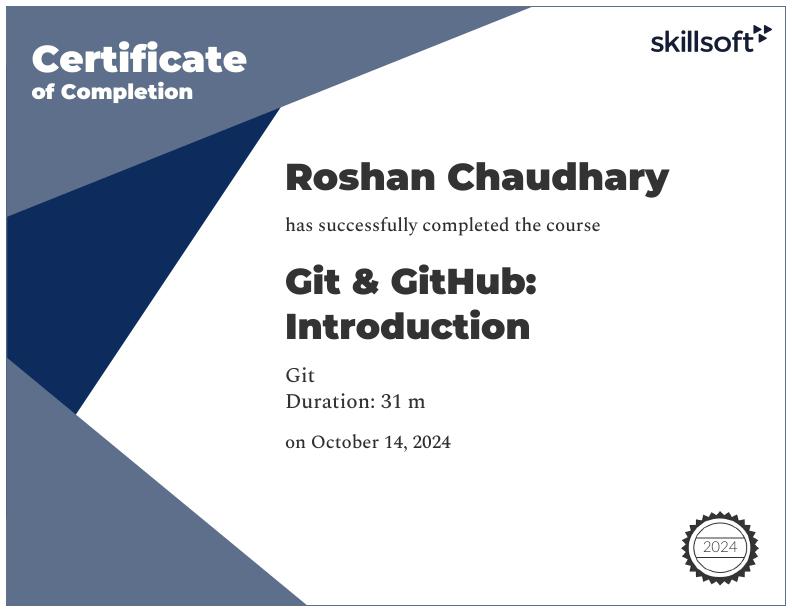 Certificate
of Completion
skillsoft
Roshan Chaudhary
has successfully completed the course
Git & GitHub:
Introduction
Git
Duration: 31 m
on October 14, 2024
2024